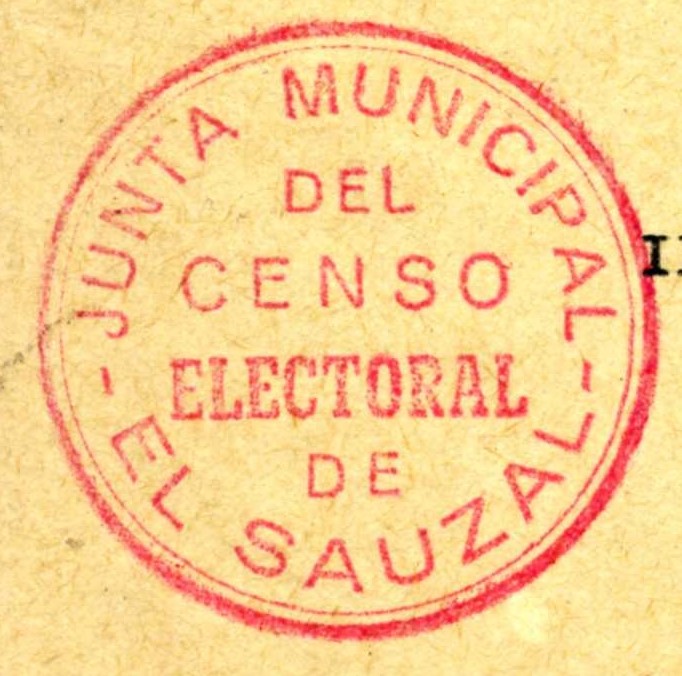 - JUNTA MUNICIPAL -
DEL
CENSO
ELECTORAL
DE
EL SAUZAL